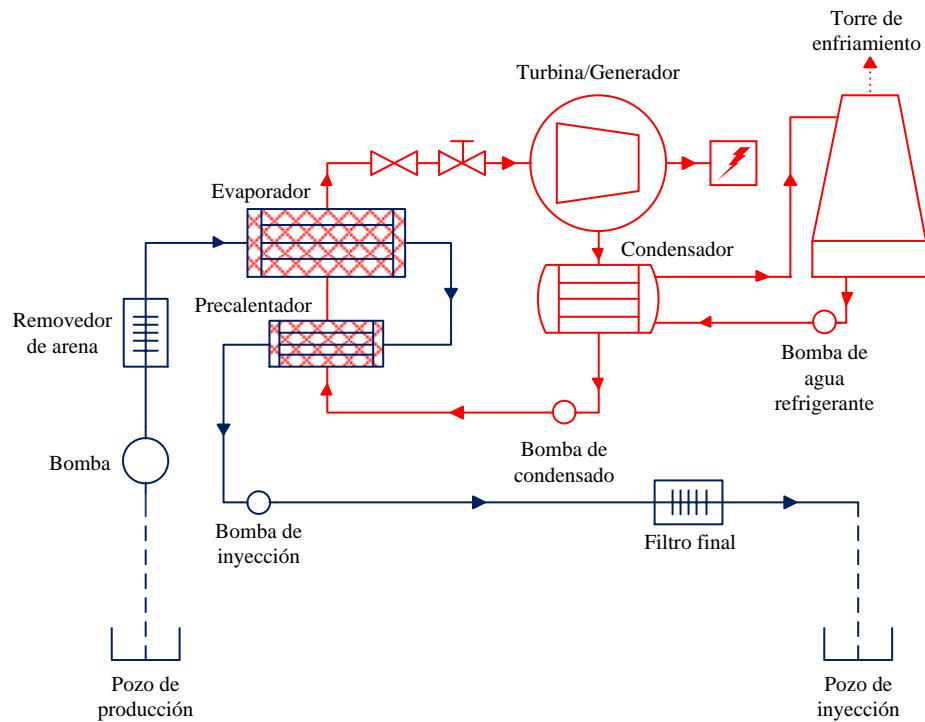 Torre de
enfriamiento
Turbina/Generador
Evaporador
Condensador
Precalentador
Removedor
de arena
Bomba de
agua
refrigerante
Bomba
Bomba de
condensado
Bomba de
inyección
Filtro final
Pozo de
producción
Pozo de
inyección